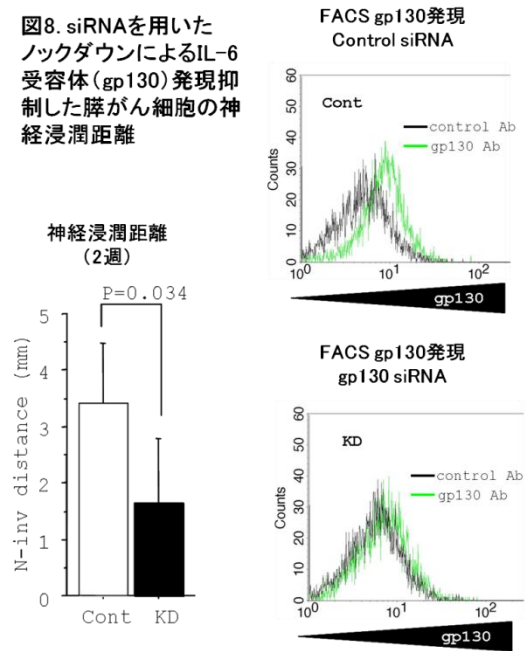 図8. siRNAを用いた
ノックダウンによるIL-6
受容体(gp130)発現抑
制した膵がん細胞の神
経浸潤距離
神経浸潤距離
(2週)
P=0.034
N-inv distance (mm)
5
4
3
2
1
0
Cont KD
FACS gp130発現
Control siRNA
Cont
control Ab
gp130 Ab
Counts
60
50
40
30
20
10
0
10⁰ 10¹ 10²
gp130
FACS gp130発現
gp130 siRNA
KD
control Ab
gp130 Ab
Counts
60
50
40
30
20
10
0
10⁰ 10¹ 10²
gp130